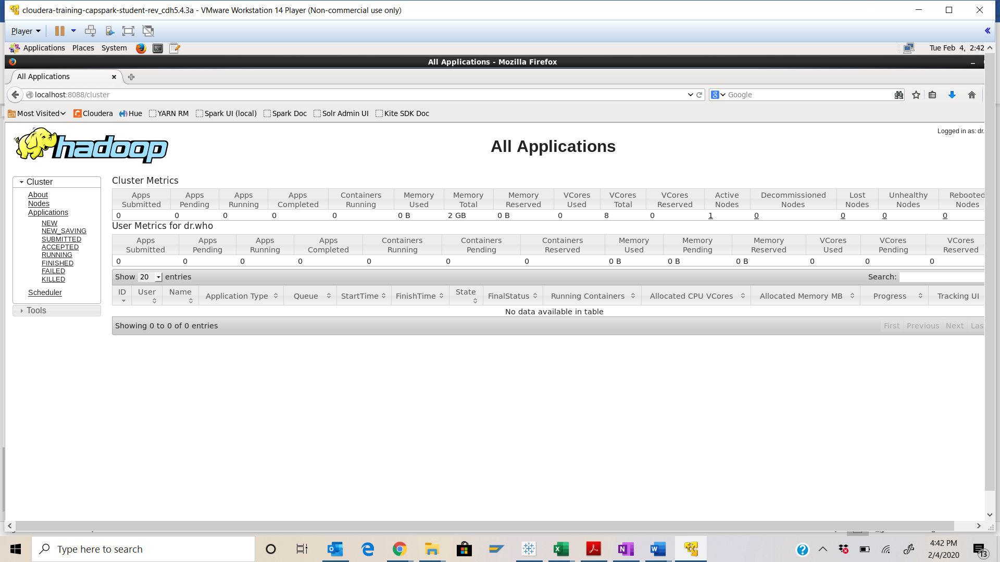 cloudera-training-capspark-student-rev_cdh5.4.3a - VMware Workstation 14 Player (Non-commercial use only)
Player
Applications Places System Tue Feb 4, 2:42
All Applications - Mozilla Firefox
All Applications
localhost:8088/cluster Google
Most Visited Cloudera Hue YARN RM Spark UI (local) Spark Doc Solr Admin UI Kite SDK Doc
Logged in as: dr.
hadoop
All Applications
Cluster
About
Nodes
Applications
NEW
NEW_SAVING
SUBMITTED
ACCEPTED
RUNNING
FINISHED
FAILED
KILLED
Scheduler
Tools
Cluster Metrics
Apps Submitted Apps Pending Apps Running Apps Completed Containers Running Memory Used Memory Total Memory Reserved VCores Used VCores Total VCores Reserved Active Nodes Decommissioned Nodes Lost Nodes Unhealthy Nodes Rebooted Nodes
0 0 0 0 0 0 B 2 GB 0 B 0 8 0 1 0 0 0 0
User Metrics for dr.who
Apps Submitted Apps Pending Apps Running Apps Completed Containers Running Containers Pending Containers Reserved Memory Used Memory Pending Memory Reserved VCores Used VCores Pending VCores Reserved
0 0 0 0 0 0 0 0 B 0 B 0 B 0 0 0
Show 20 entries Search:
ID User Name Application Type Queue StartTime FinishTime State FinalStatus Running Containers Allocated CPU VCores Allocated Memory MB Progress Tracking UI
No data available in table
Showing 0 to 0 of 0 entries First Previous Next Las
Type here to search
4:42 PM
2/4/2020
13